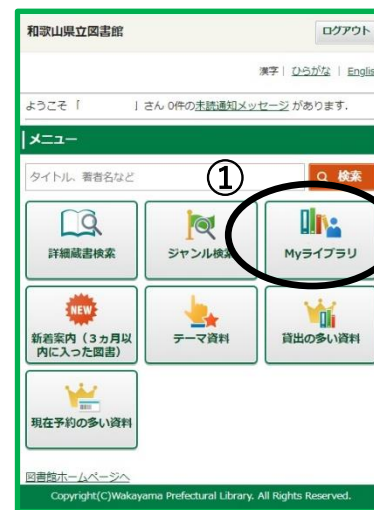 和歌山県立図書館
ログアウト
漢字 | ひらがな | Englis
ようこそ「 」さん 0件の未読通知メッセージ があります.
メニュー
タイトル、著者名など
①
検索
詳細蔵書検索
ジャンル検索
Myライブラリ
NEW
新着案内（3ヵ月以
内に入った図書）
テーマ資料
貸出の多い資料
現在予約の多い資料
図書館ホームページへ
Copyright(C)Wakayama Prefectural Library. All Rights Reserved.